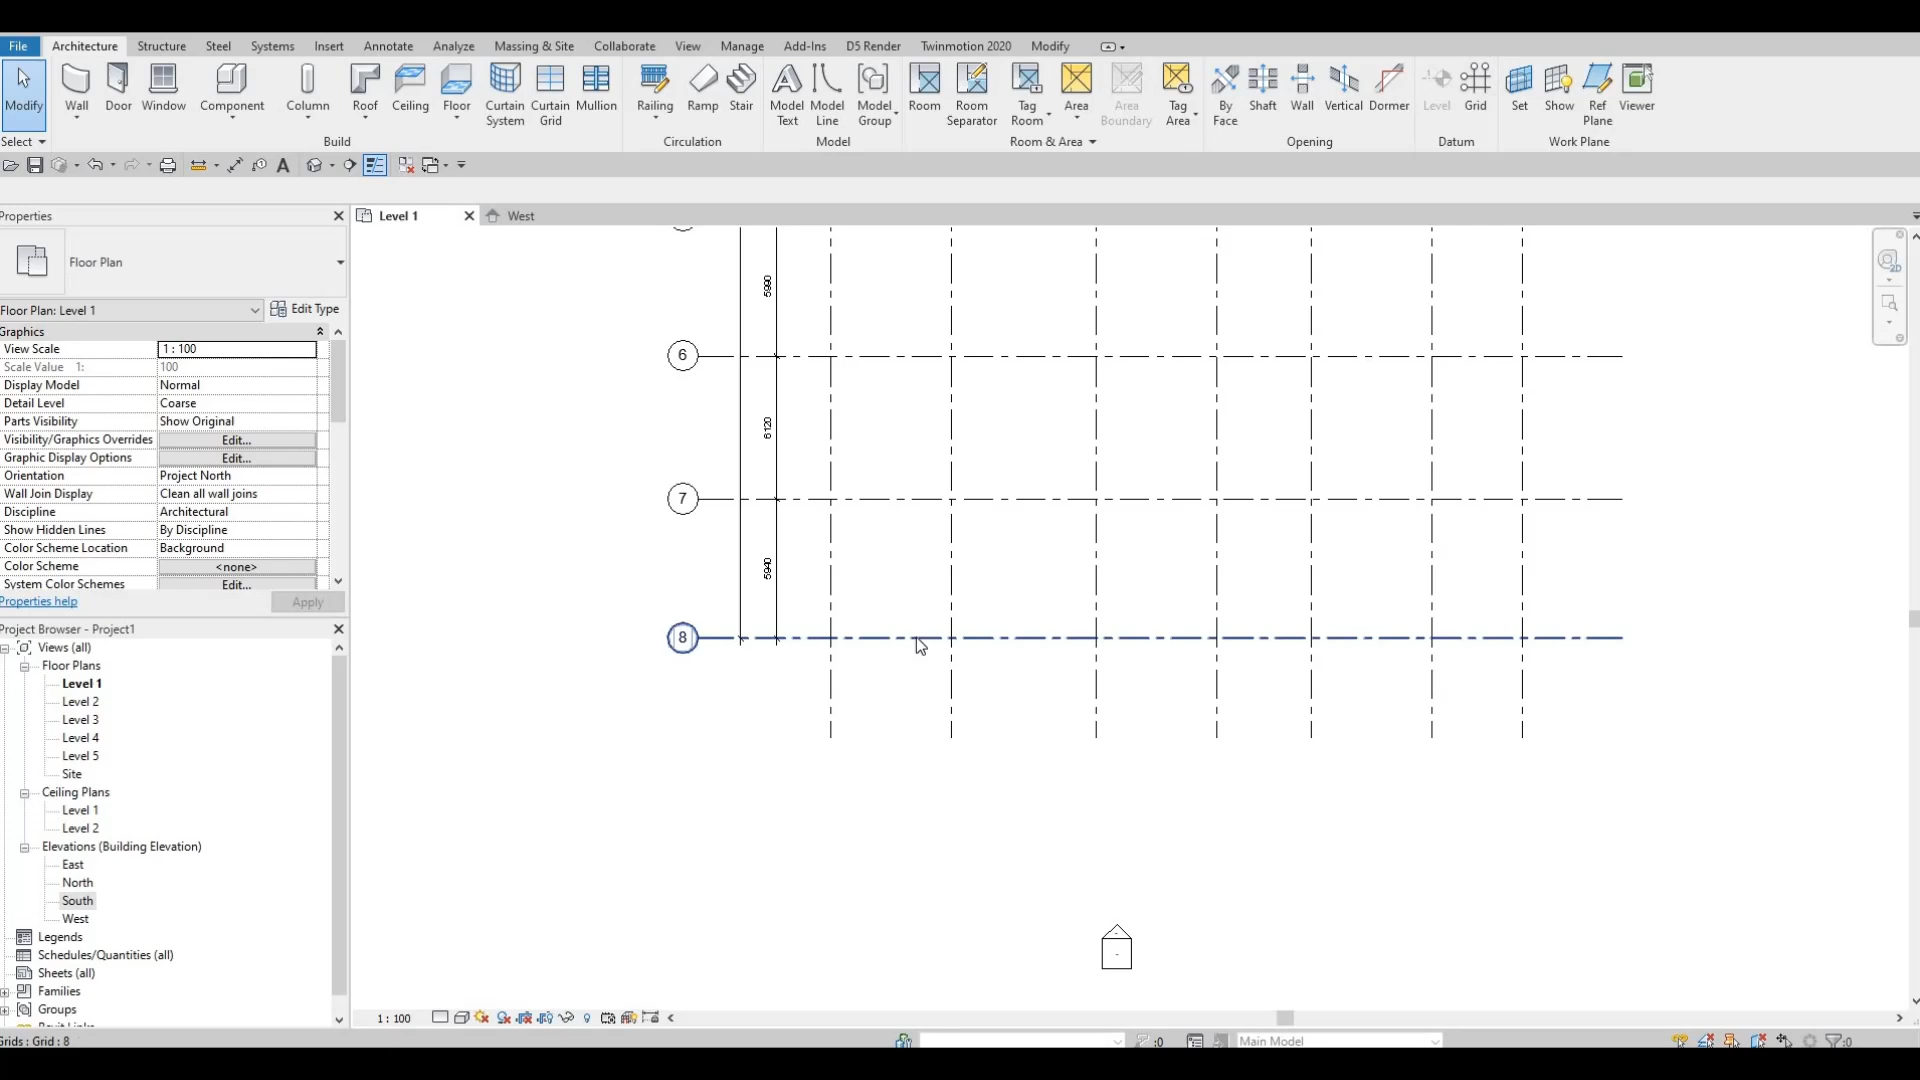 File Architecture Structure Steel Systems Insert Annotate Analyze Massing & Site Collaborate View Manage Add-Ins D5 Render Twinmotion 2020 Modify
Modify Wall Door Window Component Column Roof Ceiling Floor Curtain System Curtain Grid Mullion Railing Ramp Stair Model Text Model Line Model Group Room Room Separator Tag Room Area Area Boundary Tag Area By Face Shaft Wall Vertical Dormer Level Grid Set Show Ref Plane Viewer
Select Build Circulation Model Room & Area Opening Datum Work Plane
Properties
Level 1
West
Floor Plan
Floor Plan: Level 1
Edit Type
Graphics
View Scale 1 : 100
Scale Value 1: 100
Display Model Normal
Detail Level Coarse
Parts Visibility Show Original
Visibility/Graphics Overrides Edit...
Graphic Display Options Edit...
Orientation Project North
Wall Join Display Clean all wall joins
Discipline Architectural
Show Hidden Lines By Discipline
Color Scheme Location Background
Color Scheme <none>
System Color Schemes Edit...
Properties help
Apply
Project Browser - Project1
Views (all)
Floor Plans
Level 1
Level 2
Level 3
Level 4
Level 5
Site
Ceiling Plans
Level 1
Level 2
Elevations (Building Elevation)
East
North
South
West
Legends
Schedules/Quantities (all)
Sheets (all)
Families
Groups
5990
6
6120
7
5940
8
2D
1 : 100
Grids : Grid : 8
:0
Main Model
:0